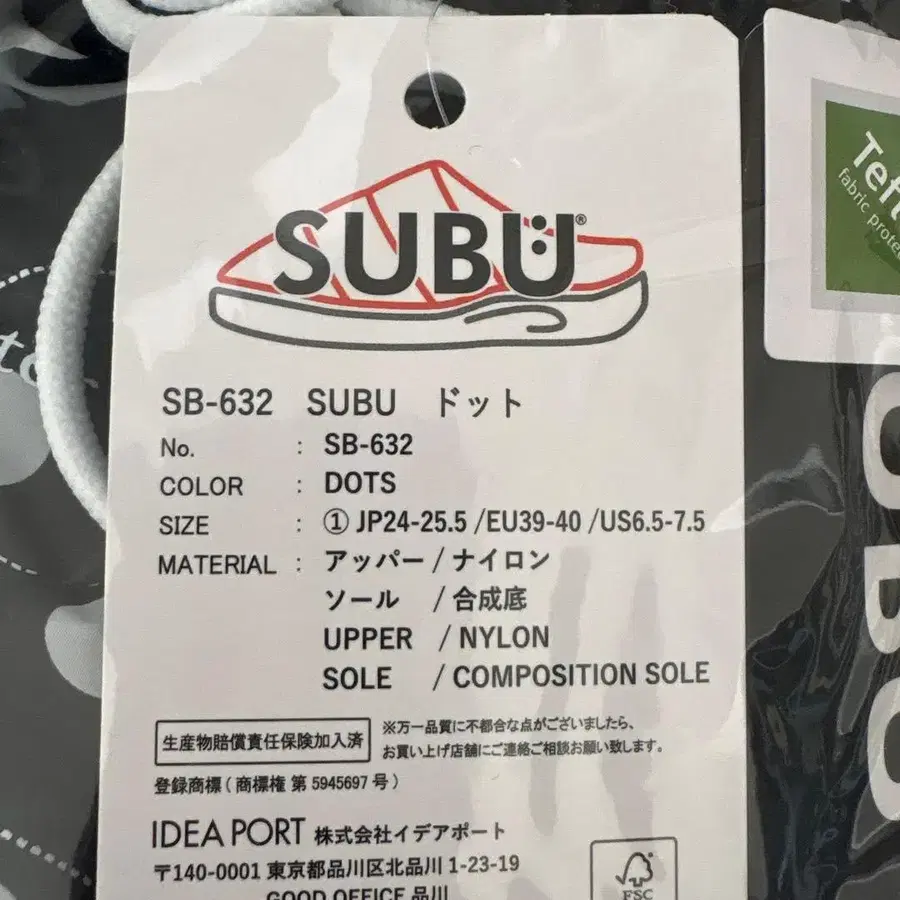 SUBU®
SB-632 SUBU ドット
No. : SB-632
COLOR : DOTS
SIZE : ① JP24-25.5 /EU39-40 /US6.5-7.5
MATERIAL : アッパー / ナイロン
ソール / 合成底
UPPER / NYLON
SOLE / COMPOSITION SOLE
生産物賠償責任保険加入済
※万一品質に不都合な点がございましたら、
お買い上げ店舗にご連絡ご相談お願い致します。
登録商標 ( 商標権 第 5945697 号 )
IDEA PORT 株式会社イデアポート
〒140-0001 東京都品川区北品川 1-23-19
GOOD OFFICE 品川
FSC
fabric